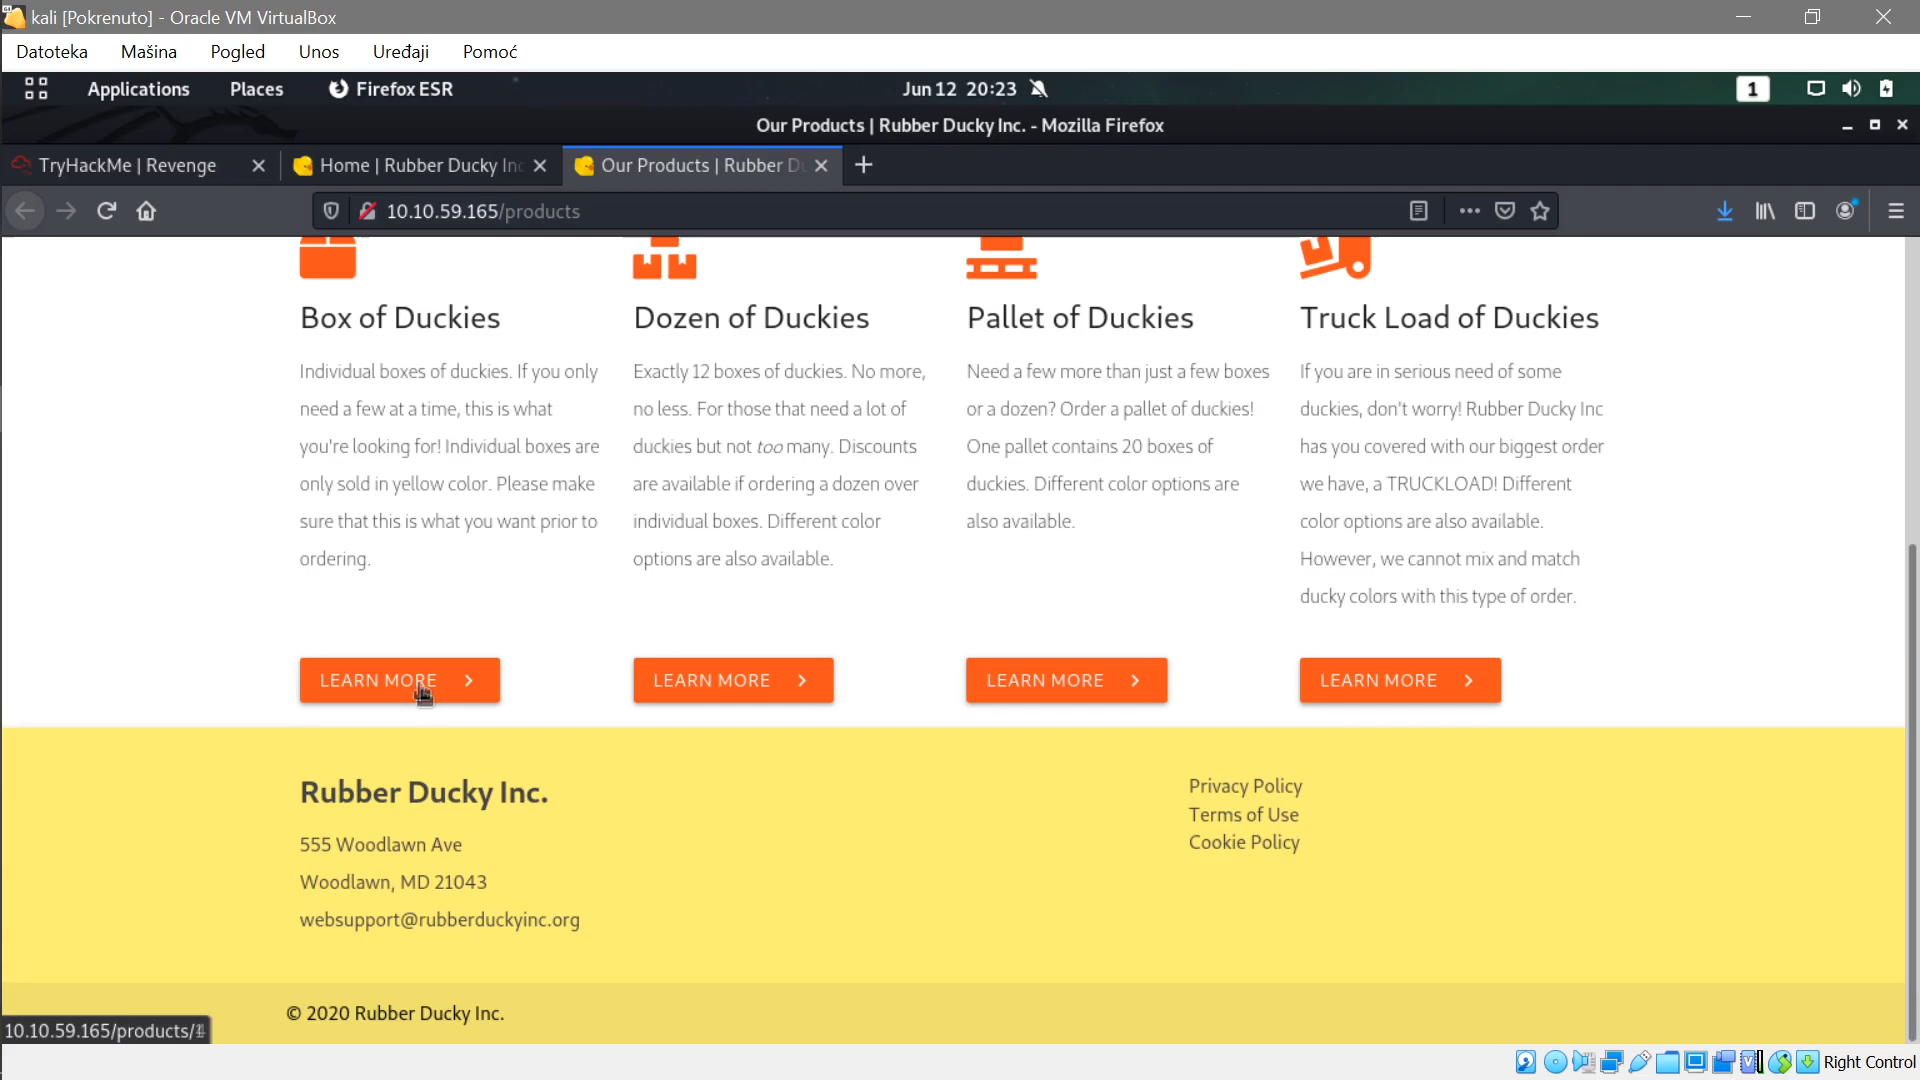 kali [Pokrenuto] - Oracle VM VirtualBox
Datoteka Mašina Pogled Unos Uređaji Pomoć
Applications Places Firefox ESR Jun 12 20:23 1
Our Products | Rubber Ducky Inc. - Mozilla Firefox
TryHackMe | Revenge Home | Rubber Ducky Inc Our Products | Rubber D
10.10.59.165/products
Box of Duckies
Individual boxes of duckies. If you only
need a few at a time, this is what
you're looking for! Individual boxes are
only sold in yellow color. Please make
sure that this is what you want prior to
ordering.
LEARN MORE
Dozen of Duckies
Exactly 12 boxes of duckies. No more,
no less. For those that need a lot of
duckies but not too many. Discounts
are available if ordering a dozen over
individual boxes. Different color
options are also available.
LEARN MORE
Pallet of Duckies
Need a few more than just a few boxes
or a dozen? Order a pallet of duckies!
One pallet contains 20 boxes of
duckies. Different color options are
also available.
LEARN MORE
Truck Load of Duckies
If you are in serious need of some
duckies, don't worry! Rubber Ducky Inc
has you covered with our biggest order
we have, a TRUCKLOAD! Different
color options are also available.
However, we cannot mix and match
ducky colors with this type of order.
LEARN MORE
Rubber Ducky Inc.
555 Woodlawn Ave
Woodlawn, MD 21043
websupport@rubberduckyinc.org
Privacy Policy
Terms of Use
Cookie Policy
© 2020 Rubber Ducky Inc.
10.10.59.165/products/1
Right Control